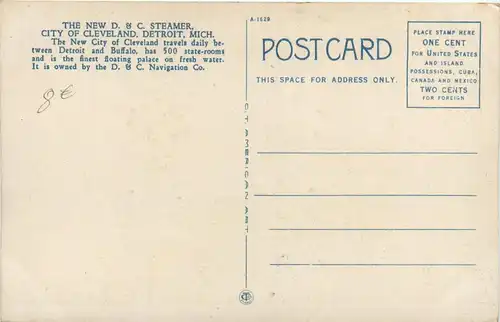 THE NEW D. & C. STEAMER,
CITY OF CLEVELAND, DETROIT, MICH.
The New City of Cleveland travels daily be-
tween Detroit and Buffalo, has 500 state-rooms
and is the finest floating palace on fresh water.
It is owned by the D. & C. Navigation Co.
8€
A-1629
POST CARD
THIS SPACE FOR ADDRESS ONLY.
PLACE STAMP HERE
ONE CENT
FOR UNITED STATES
AND ISLAND
POSSESSIONS, CUBA,
CANADA AND MEXICO
TWO CENTS
FOR FOREIGN